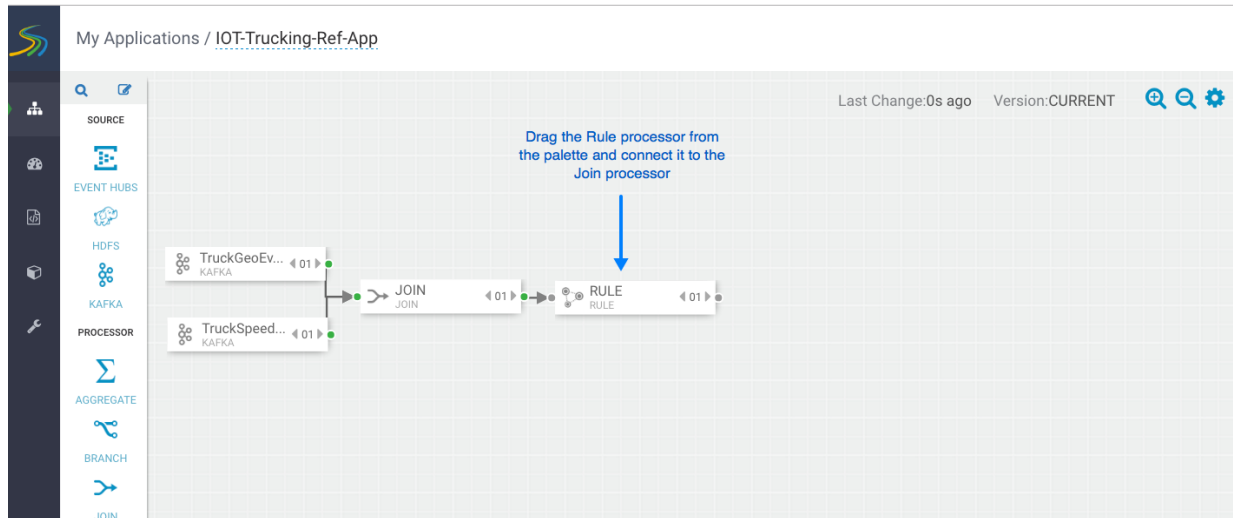 My Applications / IOT-Trucking-Ref-App
Last Change:0s ago Version:CURRENT
SOURCE
EVENT HUBS
HDFS
KAFKA
PROCESSOR
AGGREGATE
BRANCH
JOIN
Drag the Rule processor from
the palette and connect it to the
Join processor
TruckGeoEv... 01
KAFKA
TruckSpeed... 01
KAFKA
JOIN 01
JOIN
RULE 01
RULE